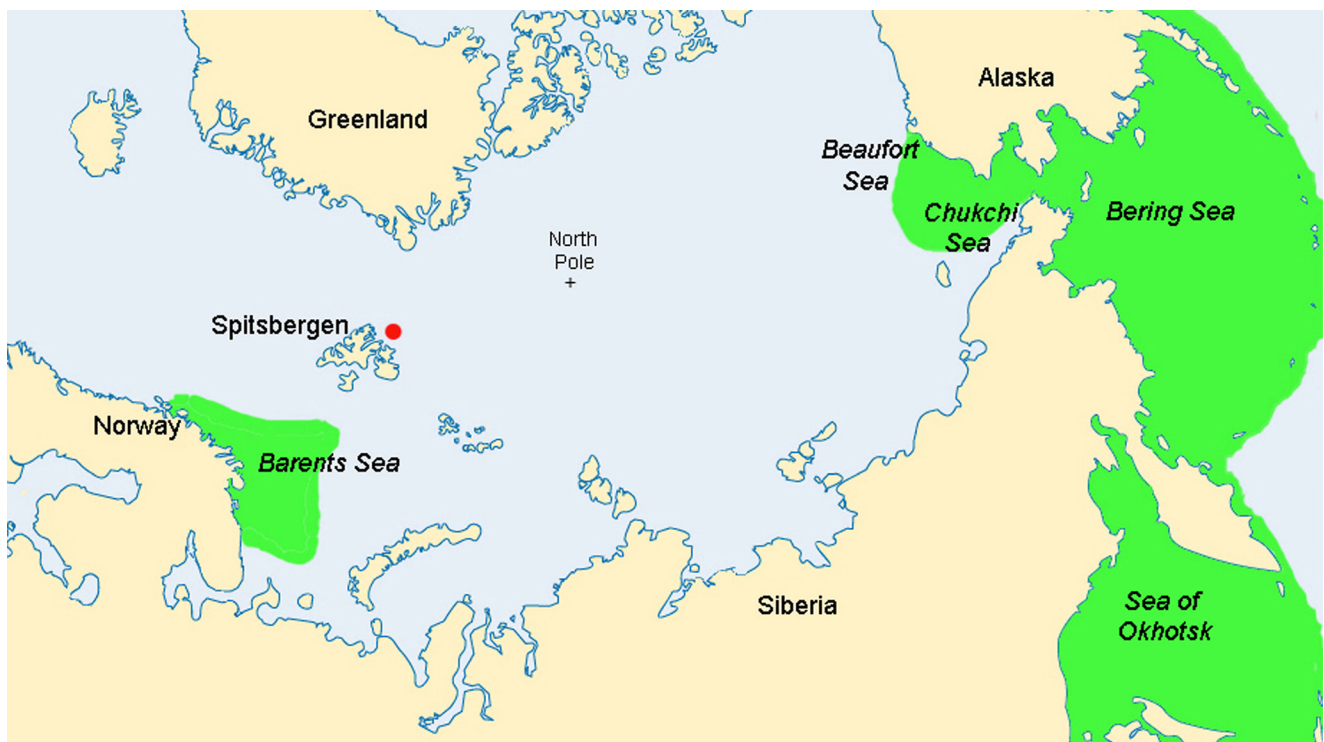 Greenland
Alaska
Beaufort
Sea
Chukchi
Sea
Bering Sea
North
Pole
+
Spitsbergen
Norway
Barents Sea
Siberia
Sea of
Okhotsk